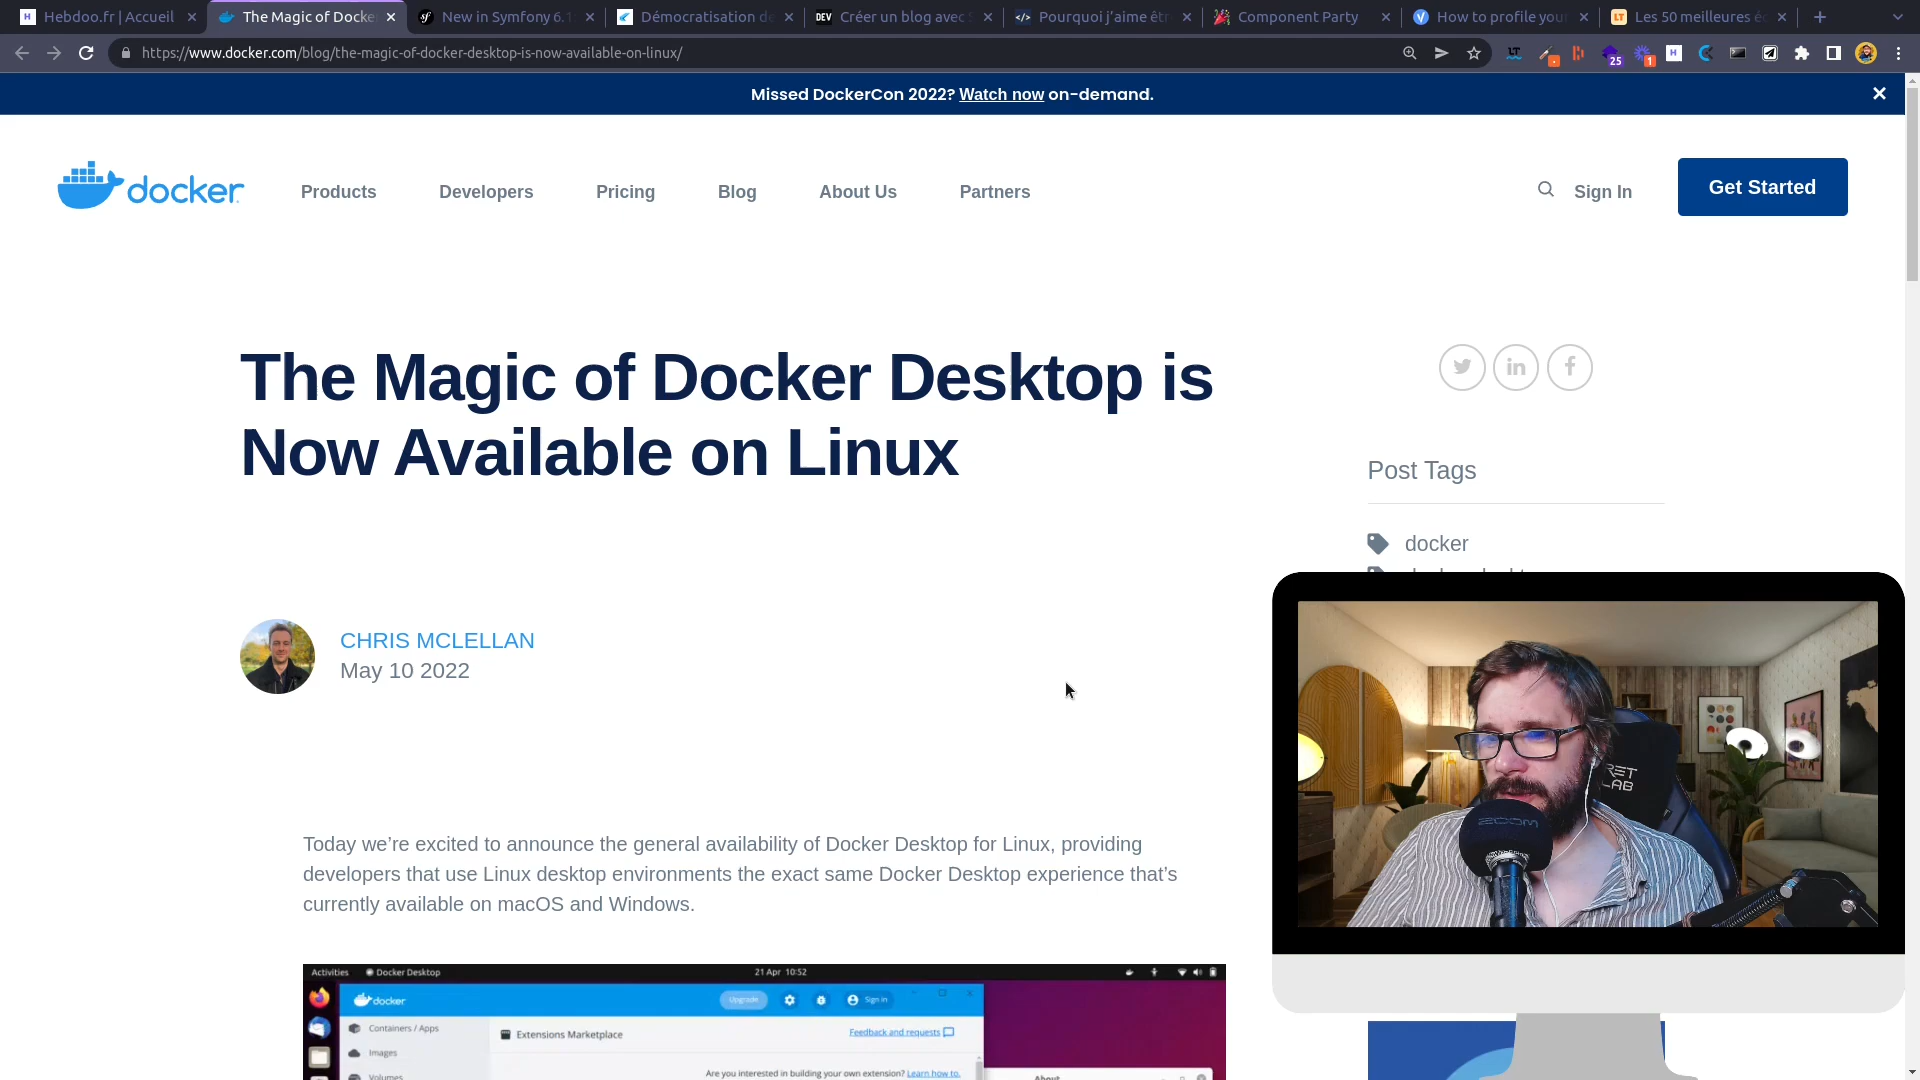 Hebdoo.fr | Accueil
The Magic of Docke
New in Symfony 6.1
Démocratisation de
Créer un blog avec S
Pourquoi j'aime êtr
Component Party
How to profile your
Les 50 meilleures éc
https://www.docker.com/blog/the-magic-of-docker-desktop-is-now-available-on-linux/
25
1
Missed DockerCon 2022? Watch now on-demand.
docker
Products
Developers
Pricing
Blog
About Us
Partners
Sign In
Get Started
The Magic of Docker Desktop is
Now Available on Linux
Post Tags
docker
CHRIS MCLELLAN
May 10 2022
Today we're excited to announce the general availability of Docker Desktop for Linux, providing
developers that use Linux desktop environments the exact same Docker Desktop experience that's
currently available on macOS and Windows.
Activities
Docker Desktop
21 Apr 10:52
docker
Upgrade
Sign in
Containers / Apps
Extensions Marketplace
Feedback and requests
Images
Volumes
Are you interested in building your own extension? Learn how to.
About
ZOOM
LAB